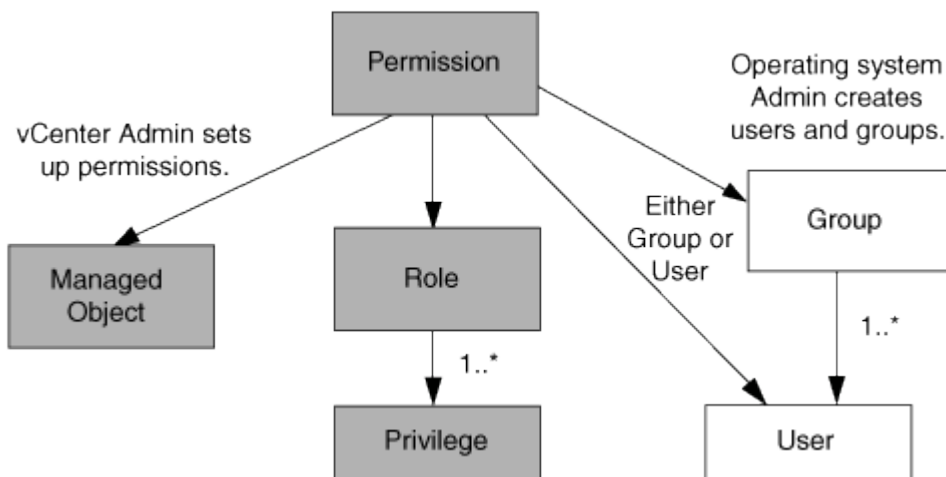 Permission
Operating system
Admin creates
users and groups.
vCenter Admin sets
up permissions.
Either
Group or
User
Group
Managed
Object
Role
1..*
1..*
Privilege
User